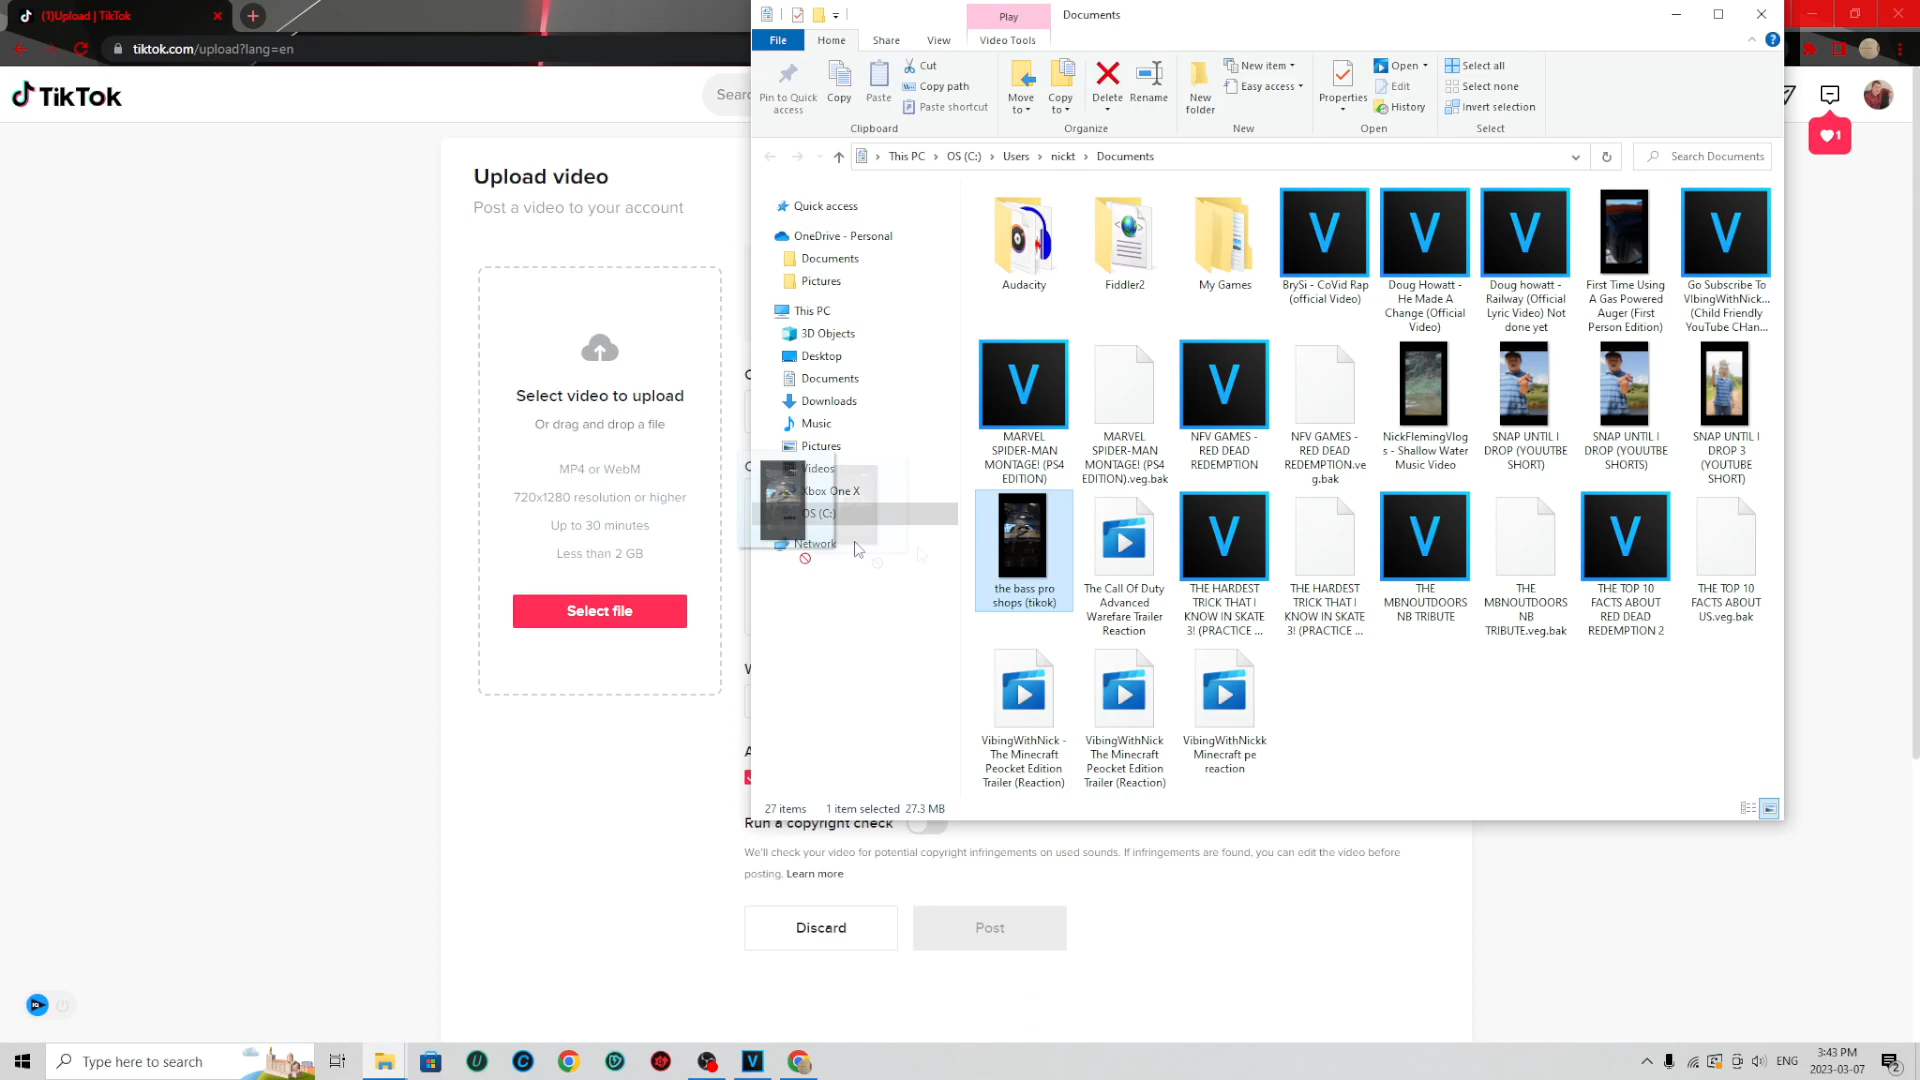 (1)Upload | TikTok
tiktok.com/upload?lang=en
TikTok
Sear
1
Upload video
Post a video to your account
Select video to upload
Or drag and drop a file
MP4 or WebM
720x1280 resolution or higher
Up to 30 minutes
Less than 2 GB
Select file
Run a copyright check
We'll check your video for potential copyright infringements on used sounds. If infringements are found, you can edit the video before
posting. Learn more
Discard
Post
Play
Documents
File
Home
Share
View
Video Tools
Pin to Quick
access
Copy
Paste
Cut
Copy path
Paste shortcut
Clipboard
Move
to
Copy
to
Delete
Rename
Organize
New
folder
New item
Easy access
New
Properties
Open
Edit
History
Open
Select all
Select none
Invert selection
Select
This PC
OS (C:)
Users
nickt
Documents
Search Documents
Quick access
OneDrive - Personal
Documents
Pictures
This PC
3D Objects
Desktop
Documents
Downloads
Music
Pictures
Videos
Xbox One X
OS (C:)
Network
Audacity
Fiddler2
My Games
BrySi - CoVid Rap
(official Video)
Doug Howatt -
He Made A
Change (Official
Video)
Doug howatt -
Railway (Official
Lyric Video) Not
done yet
First Time Using
A Gas Powered
Auger (First
Person Edition)
Go Subscribe To
VIbingWithNick...
(Child Friendly
YouTube CHan...
MARVEL
SPIDER-MAN
MONTAGE! (PS4
EDITION)
MARVEL
SPIDER-MAN
MONTAGE! (PS4
EDITION).veg.bak
NFV GAMES -
RED DEAD
REDEMPTION
NFV GAMES -
RED DEAD
REDEMPTION.ve
g.bak
NickFlemingVlog
s - Shallow Water
Music Video
SNAP UNTIL I
DROP (YOUUTBE
SHORT)
SNAP UNTIL I
DROP (YOUUTBE
SHORTS)
SNAP UNTIL I
DROP 3
(YOUTUBE
SHORT)
the bass pro
shops (tikok)
The Call Of Duty
Advanced
Warefare Trailer
Reaction
THE HARDEST
TRICK THAT I
KNOW IN SKATE
3! (PRACTICE ...
THE HARDEST
TRICK THAT I
KNOW IN SKATE
3! (PRACTICE ...
THE
MBNOUTDOORS
NB TRIBUTE
THE
MBNOUTDOORS
NB
TRIBUTE.veg.bak
THE TOP 10
FACTS ABOUT
RED DEAD
REDEMPTION 2
THE TOP 10
FACTS ABOUT
US.veg.bak
VibingWithNick -
The Minecraft
Peocket Edition
Trailer (Reaction)
VibingWithNick
The Minecraft
Peocket Edition
Trailer (Reaction)
VibingWithNickk
Minecraft pe
reaction
27 items
1 item selected 27.3 MB
Type here to search
ENG
3:43 PM
2023-03-07
2